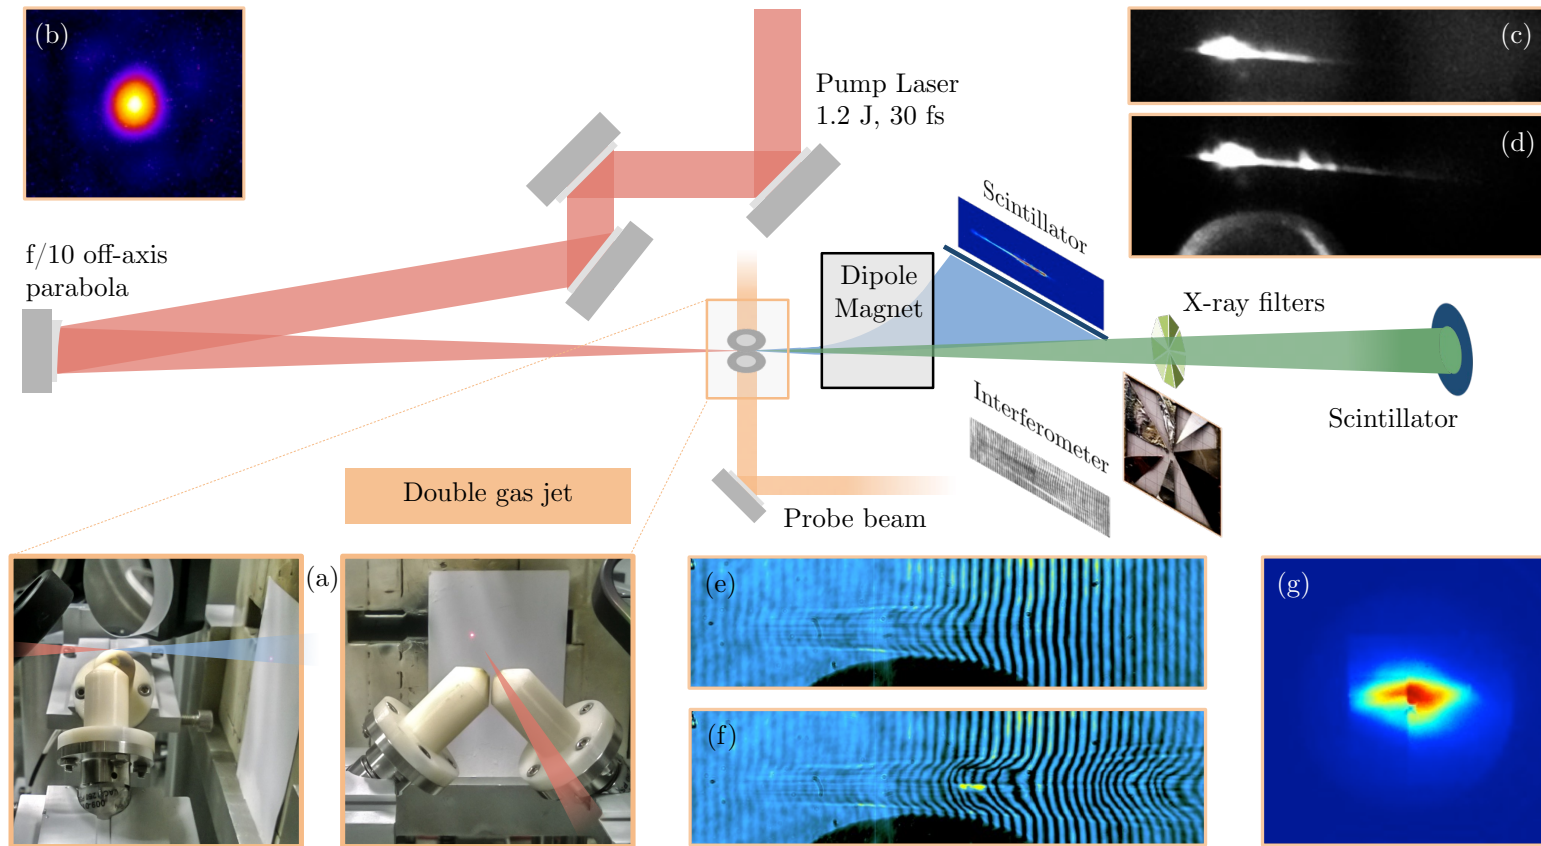 (b)
Pump Laser
1.2 J, 30 fs
(c)
(d)
f/10 off-axis
parabola
Scintillator
Dipole
Magnet
X-ray filters
Scintillator
Interferometer
Double gas jet
Probe beam
(a)
(e)
(f)
(g)